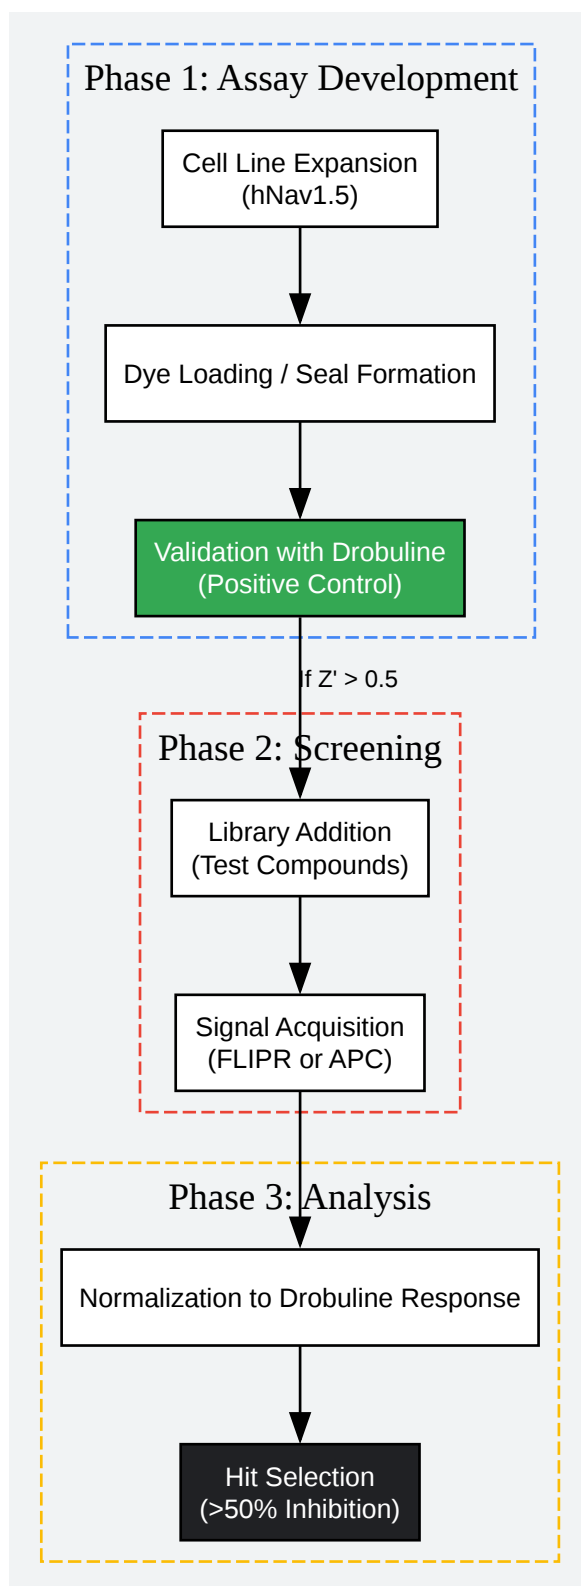 Phase 1: Assay Development
Cell Line Expansion
(hNav1.5)
Dye Loading / Seal Formation
Validation with Drobuline
(Positive Control)
If Z' > 0.5
Phase 2: Screening
Library Addition
(Test Compounds)
Signal Acquisition
(FLIPR or APC)
Phase 3: Analysis
Normalization to Drobuline Response
Hit Selection
(>50% Inhibition)